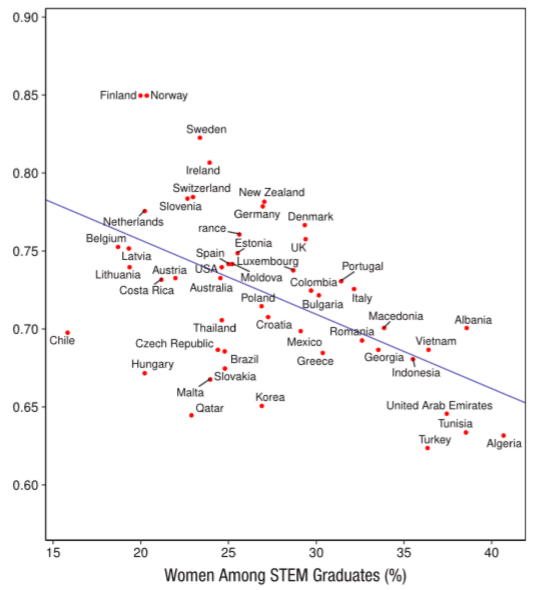 0.90
0.85
Finland Norway
Sweden
0.80
Ireland
Switzerland
Slovenia
New Zealand
Germany
Netherlands
Denmark
rance
Belgium
Estonia
UK
0.75
Latvia
Spain
Luxembourg
Lithuania
Austria
USA
Moldova
Portugal
Costa Rica
Australia
Colombia
Poland
Bulgaria
Italy
Thailand
Croatia
Macedonia
Albania
0.70
Chile
Czech Republic
Mexico
Romania
Vietnam
Hungary
Brazil
Greece
Georgia
Slovakia
Indonesia
Malta
Qatar
Korea
United Arab Emirates
0.65
Tunisia
Turkey
Algeria
0.60
15 20 25 30 35 40
Women Among STEM Graduates (%)